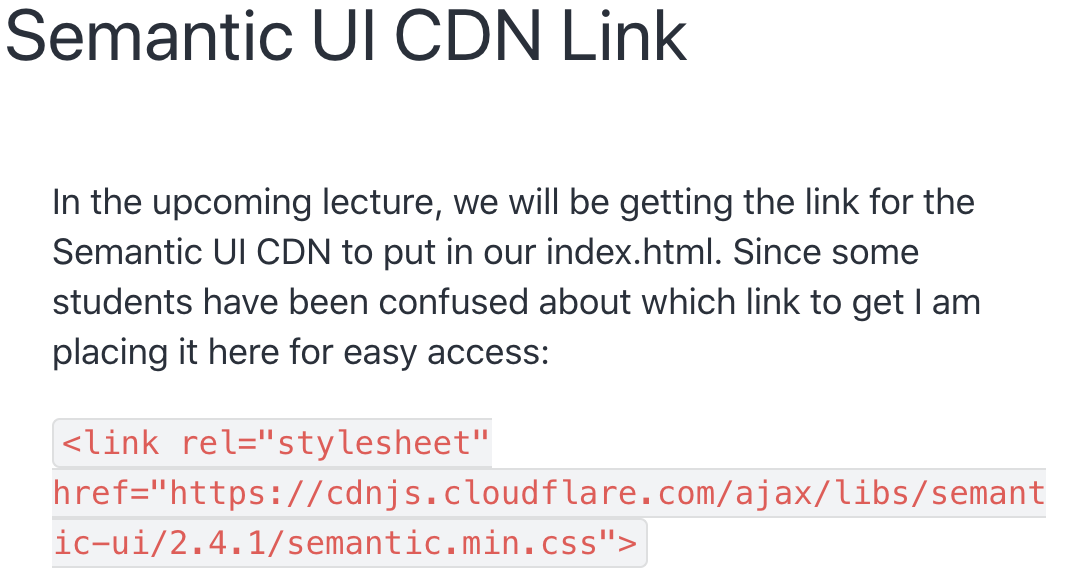 Semantic UI CDN Link
In the upcoming lecture, we will be getting the link for the
Semantic UI CDN to put in our index.html. Since some
students have been confused about which link to get I am
placing it here for easy access:
<link rel="stylesheet"
href="https://cdnjs.cloudflare.com/ajax/libs/semant
ic-ui/2.4.1/semantic.min.css">